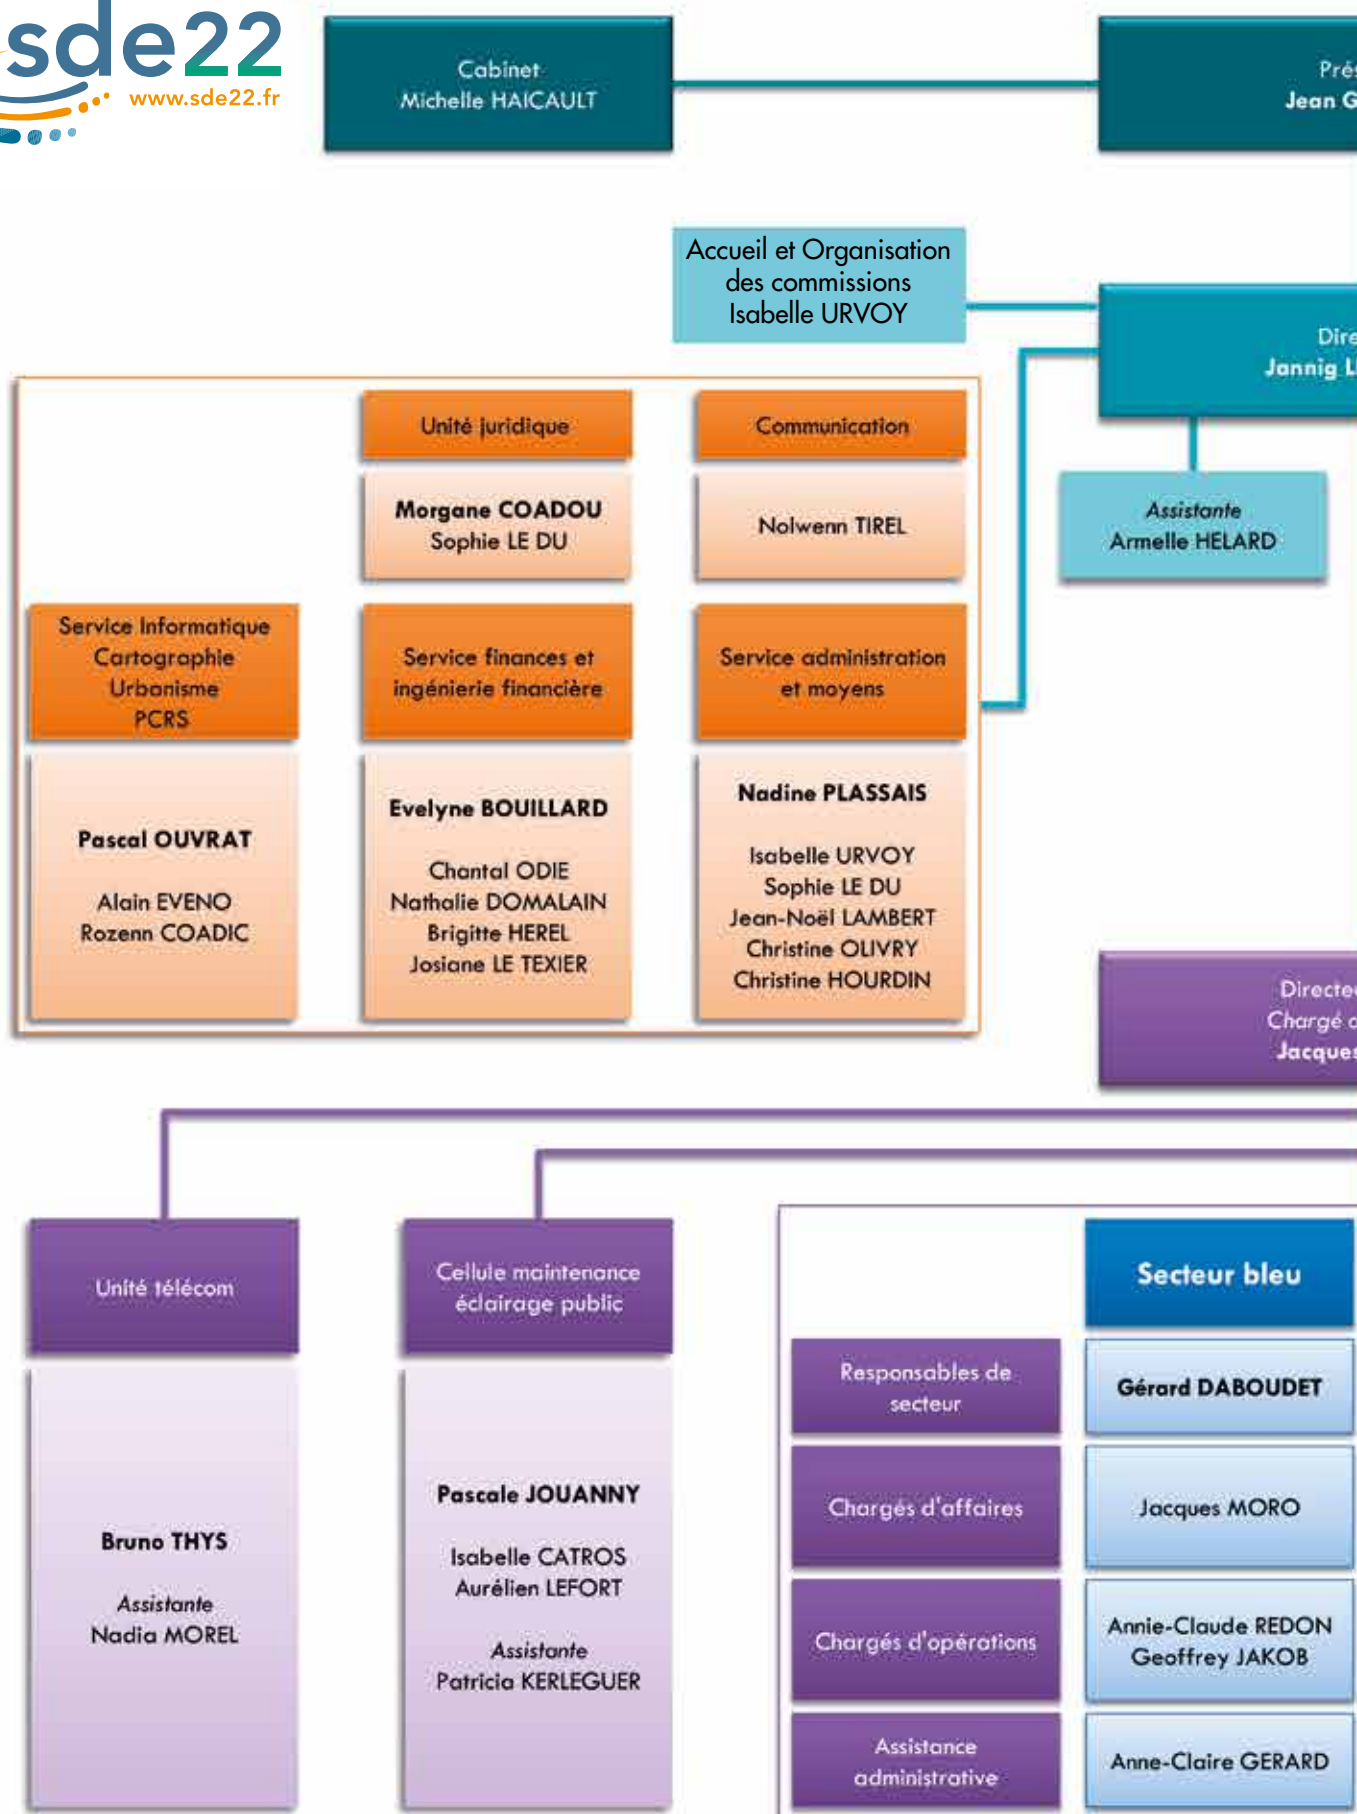 sde22
www.sde22.fr
Cabinet
Michelle HAICAULT
Jean G
Accueil et Organisation
des commissions
Isabelle URVOY
Jannig L
Assistante
Armelle HELARD
Unité juridique
Morgane COADOU
Sophie LE DU
Communication
Nolwenn TIREL
Service Informatique
Cartographie
Urbanisme
PCRS
Pascal OUVRAT
Alain EVENO
Rozenn COADIC
Service finances et
ingénierie financière
Evelyne BOUILLARD
Chantal ODIE
Nathalie DOMALAIN
Brigitte HEREL
Josiane LE TEXIER
Service administration
et moyens
Nadine PLASSAIS
Isabelle URVOY
Sophie LE DU
Jean-Noël LAMBERT
Christine OLIVRY
Christine HOURDIN
Chargé
Jacques
Unité télécom
Bruno THYS
Assistante
Nadia MOREL
Cellule maintenance
éclairage public
Pascale JOUANNY
Isabelle CATROS
Aurélien LEFORT
Assistante
Patricia KERLEGUER
Secteur bleu
Responsables de
secteur
Gérard DABOUDET
Chargés d'affaires
Jacques MORO
Chargés d'opérations
Annie-Claude REDON
Geoffrey JAKOB
Assistance
administrative
Anne-Claire GERARD